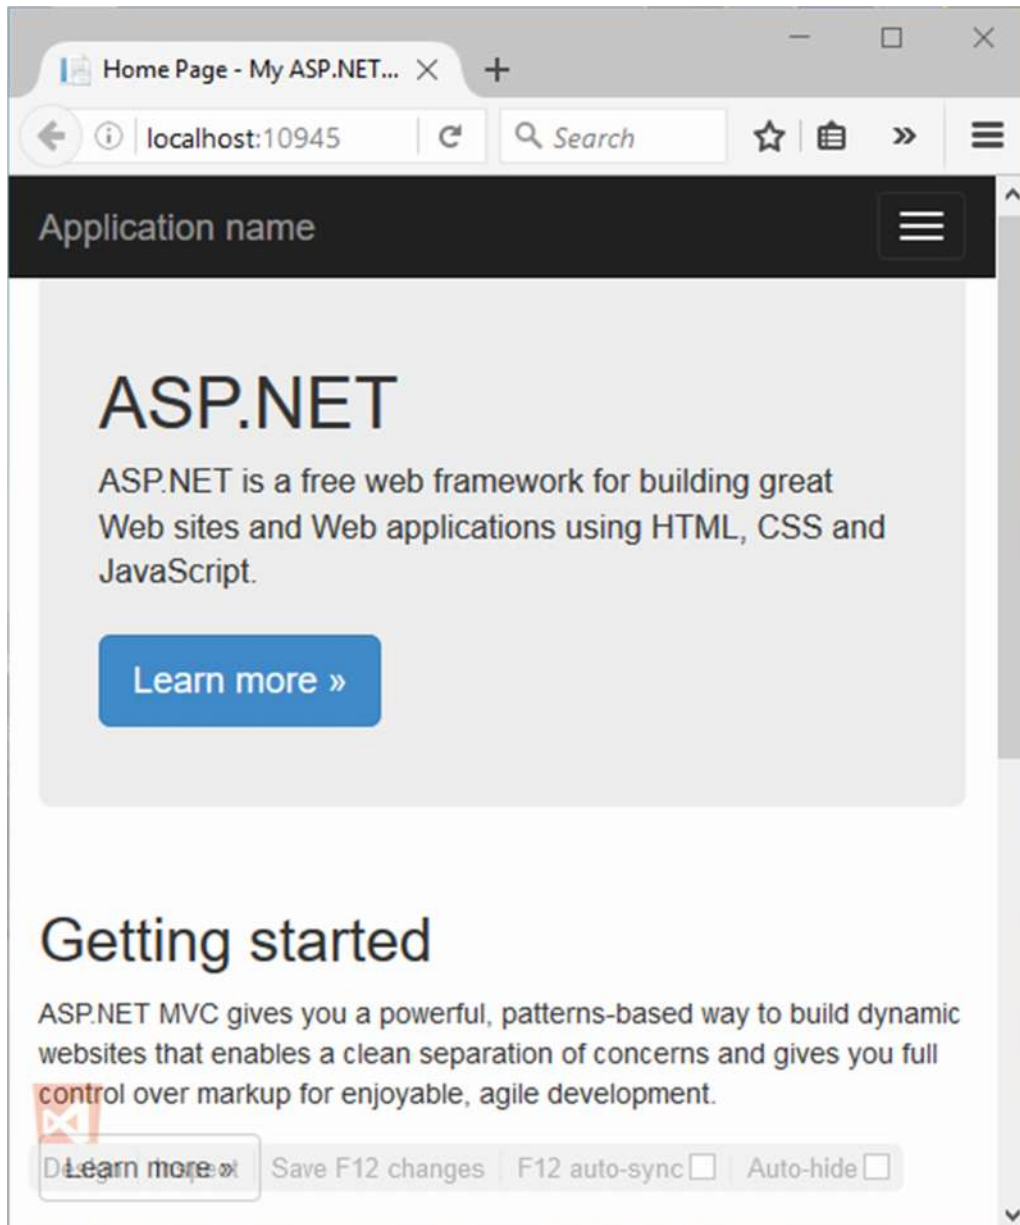 Home Page - My ASP.NET...
localhost:10945
Search
Application name
ASP.NET
ASP.NET is a free web framework for building great
Web sites and Web applications using HTML, CSS and
JavaScript.
Learn more »
Getting started
ASP.NET MVC gives you a powerful, patterns-based way to build dynamic
websites that enables a clean separation of concerns and gives you full
control over markup for enjoyable, agile development.
Learn more »
Design Inspect Save F12 changes F12 auto-sync Auto-hide